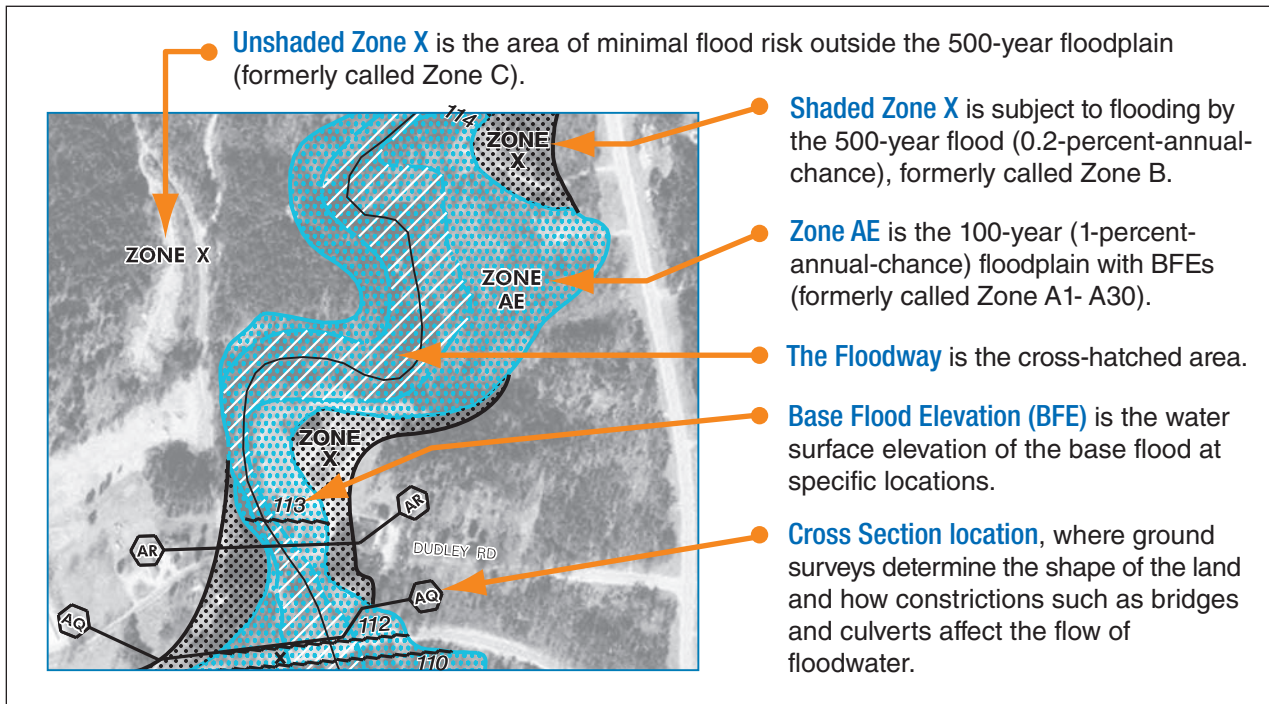 Unshaded Zone X is the area of minimal flood risk outside the 500-year floodplain
(formerly called Zone C).
Shaded Zone X is subject to flooding by
the 500-year flood (0.2-percent-annual-
chance), formerly called Zone B.
Zone AE is the 100-year (1-percent-
annual-chance) floodplain with BFEs
(formerly called Zone A1- A30).
The Floodway is the cross-hatched area.
Base Flood Elevation (BFE) is the water
surface elevation of the base flood at
specific locations.
Cross Section location, where ground
surveys determine the shape of the land
and how constrictions such as bridges
and culverts affect the flow of
floodwater.
114
ZONE
X
ZONE X
ZONE
AE
ZONE
X
113
AR
AR
DUDLEY RD
AQ
AQ
112
X
110